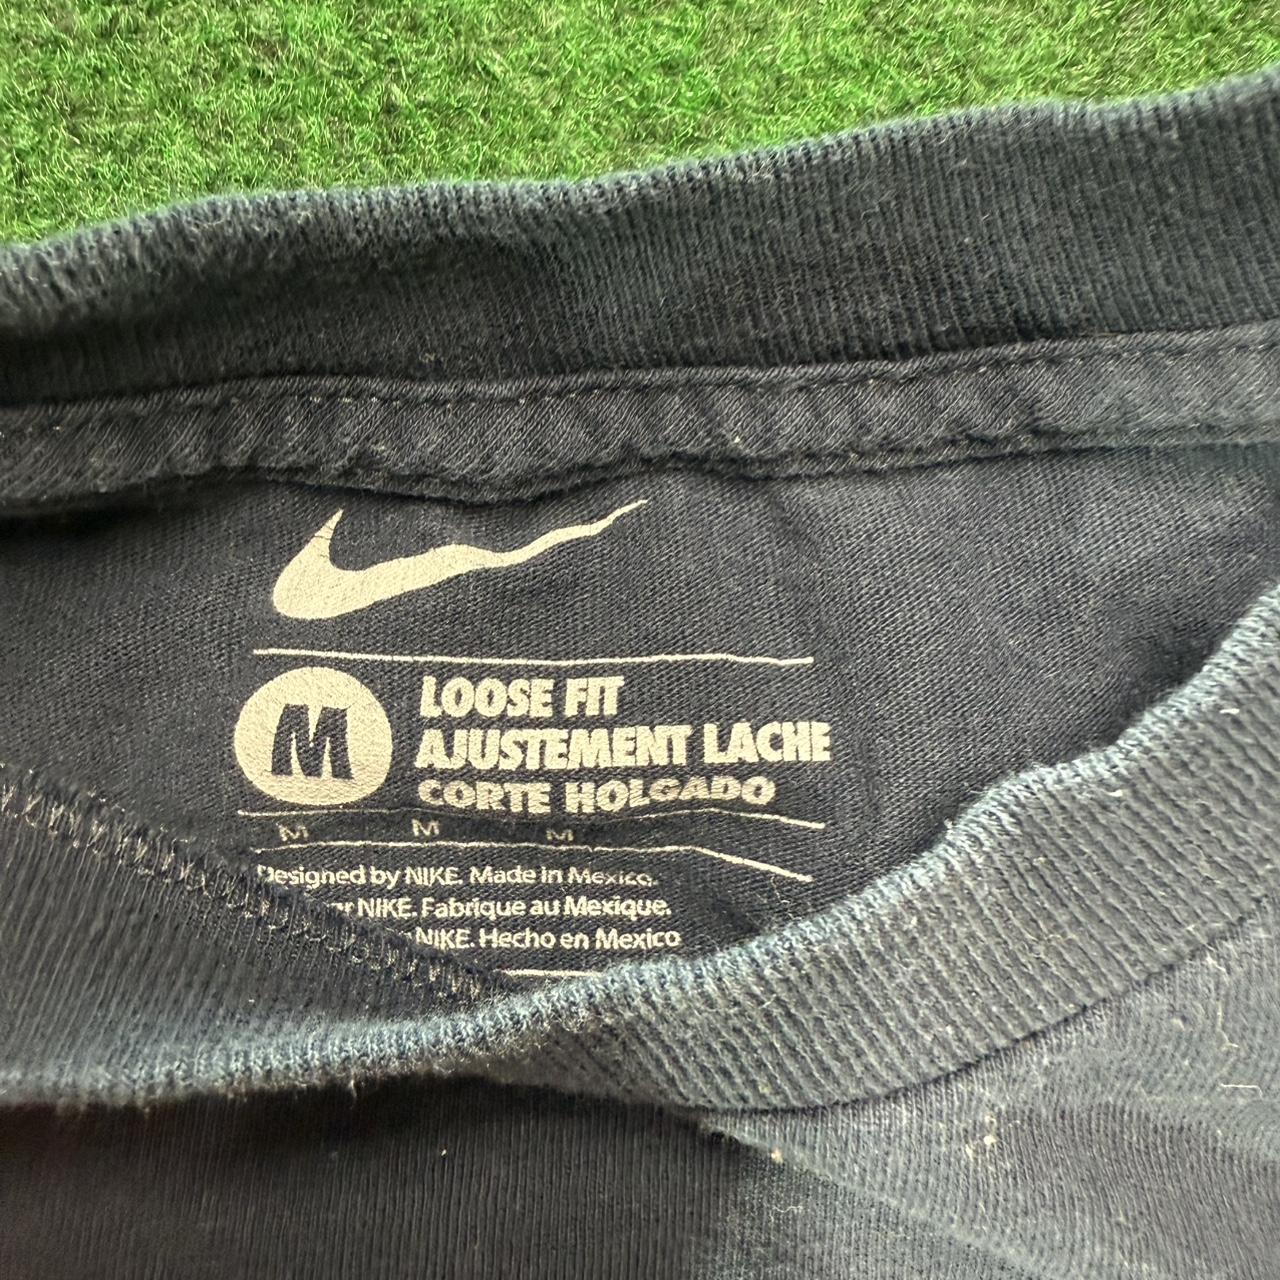 M
LOOSE FIT
AJUSTEMENT LACHE
CORTE HOLGADO
M M M
Designed by NIKE. Made in Mexico.
NIKE. Fabrique au Mexique.
NIKE. Hecho en Mexico